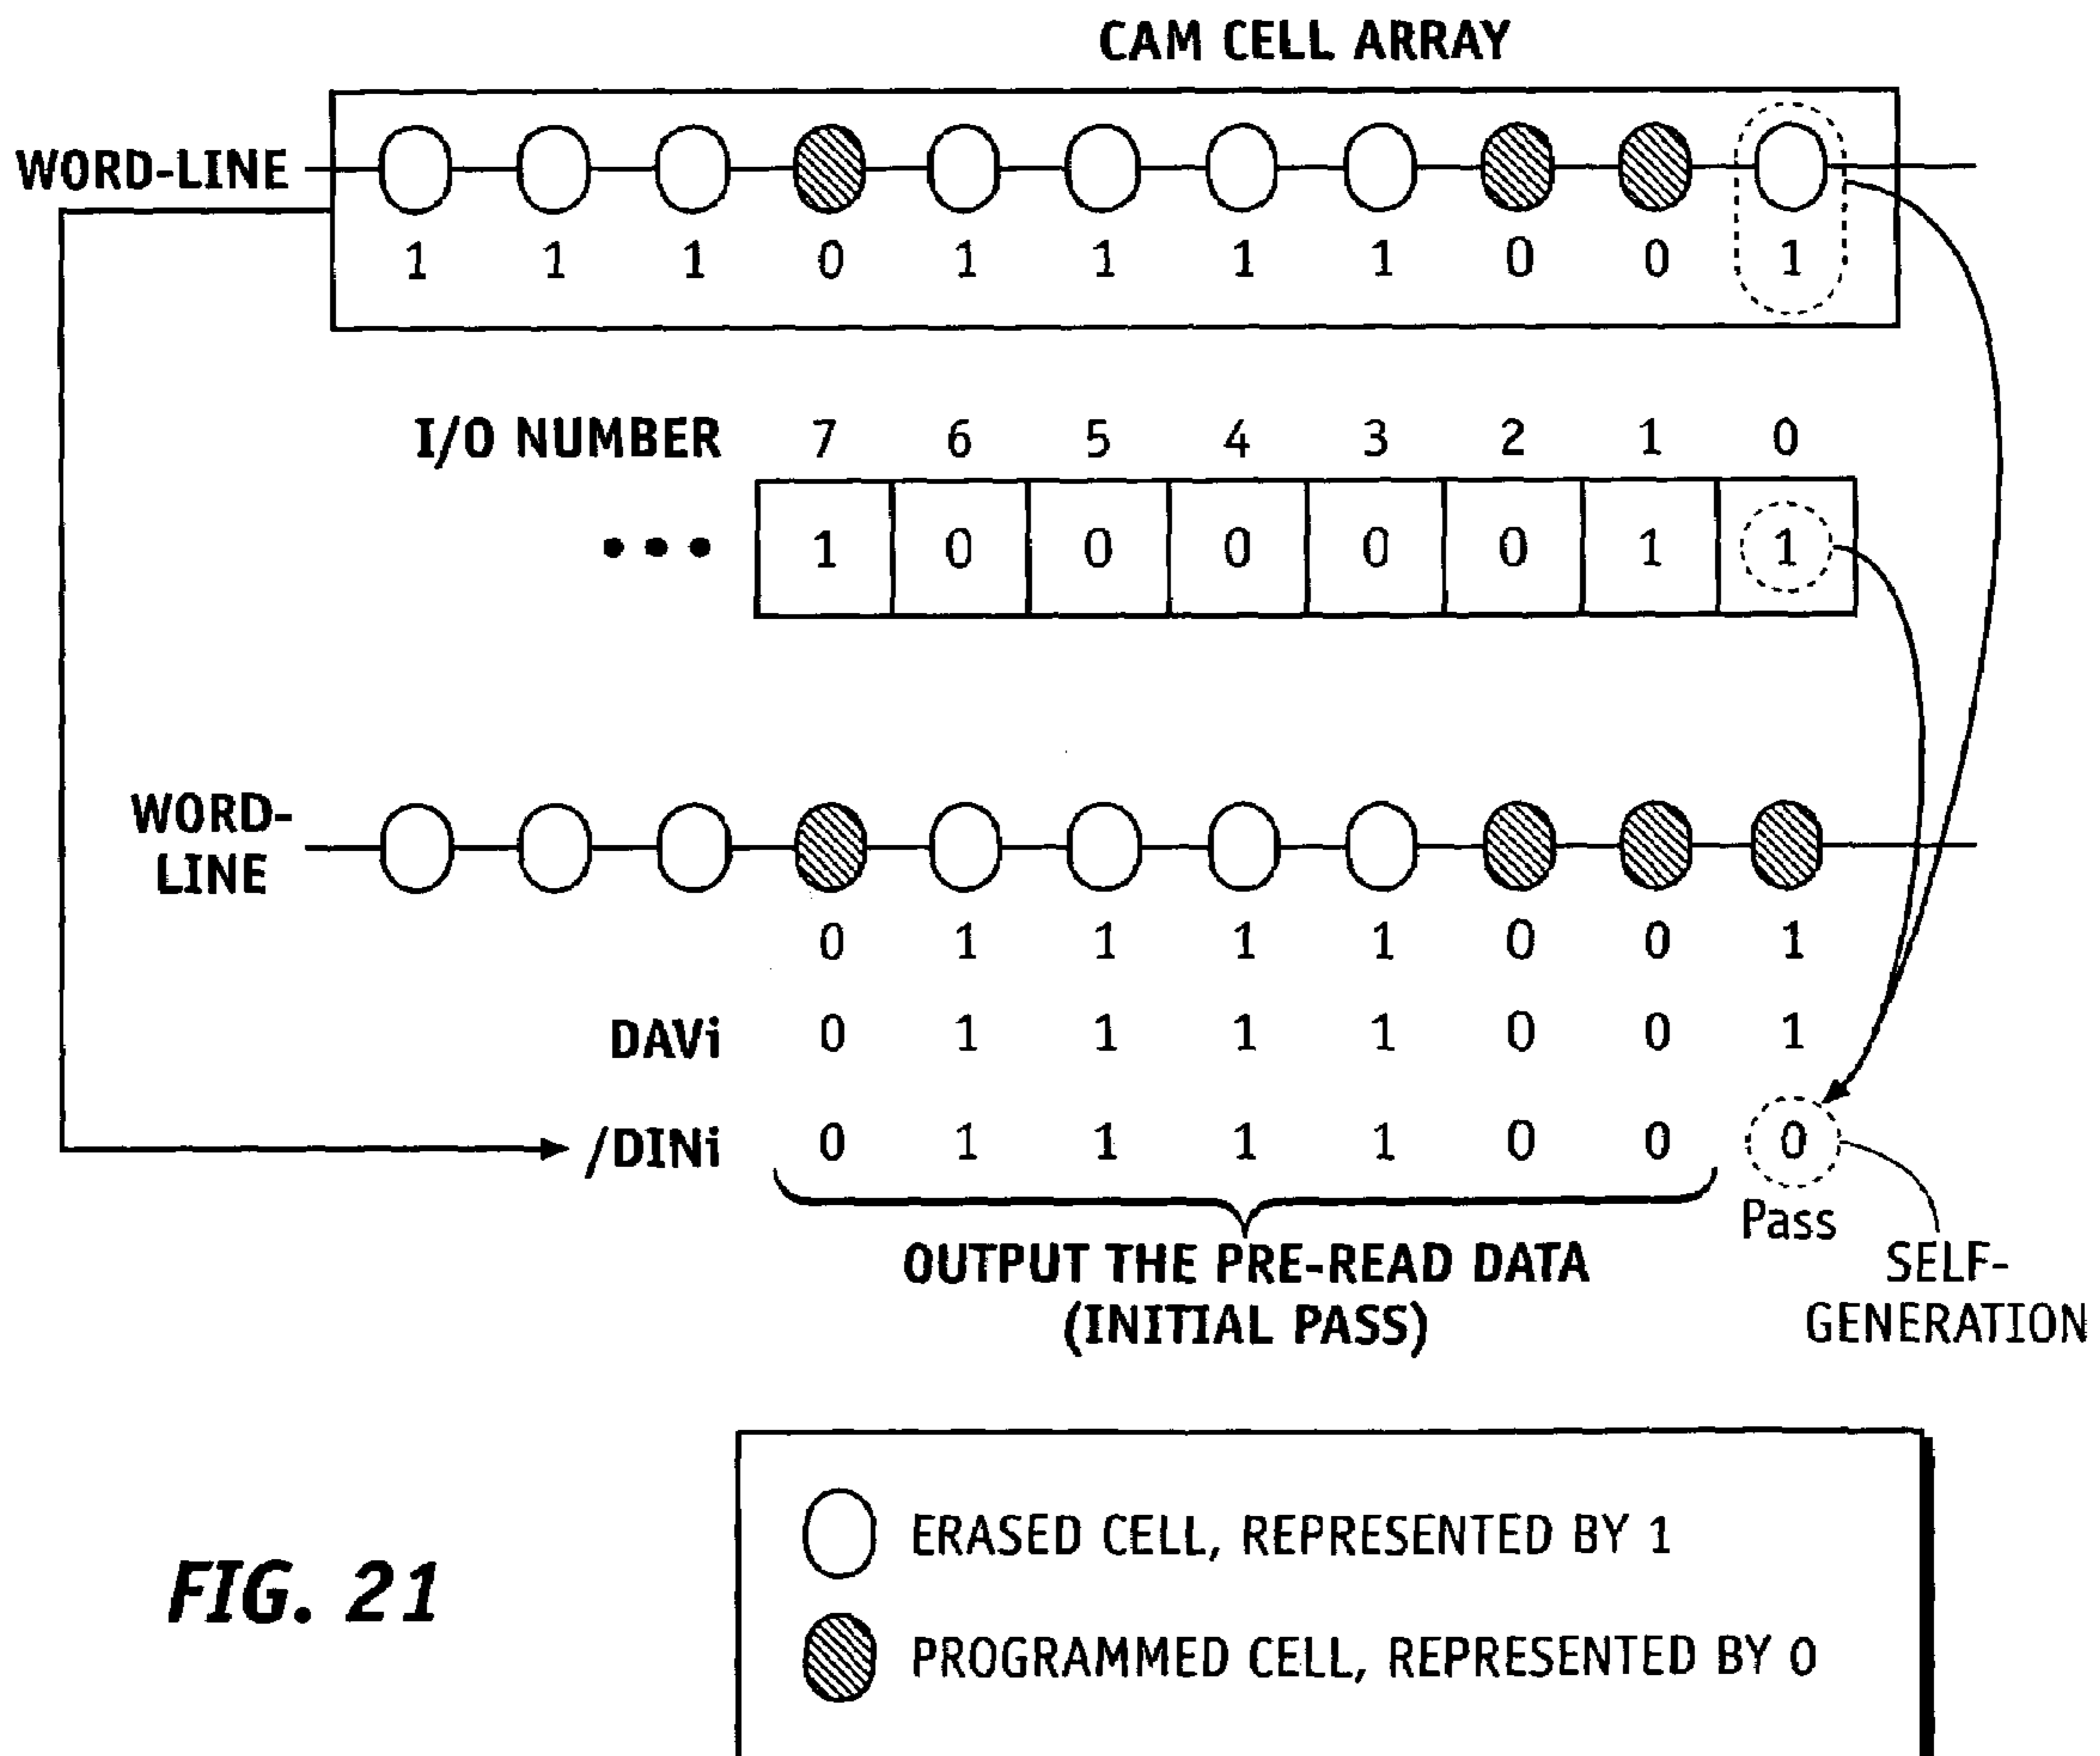 CAM CELL ARRAY
WORD-LINE
1 1 1 0 1 1 1 1 0 0 1
I/O NUMBER 7 6 5 4 3 2 1 0
••• 1 0 0 0 0 0 1 1
WORD-
LINE
0 1 1 1 1 0 0 1
DAVi 0 1 1 1 1 0 0 1
/DINi 0 1 1 1 1 0 0 0
Pass
OUTPUT THE PRE-READ DATA
(INITIAL PASS)
SELF-
GENERATION
ERASED CELL, REPRESENTED BY 1
PROGRAMMED CELL, REPRESENTED BY 0
FIG. 21